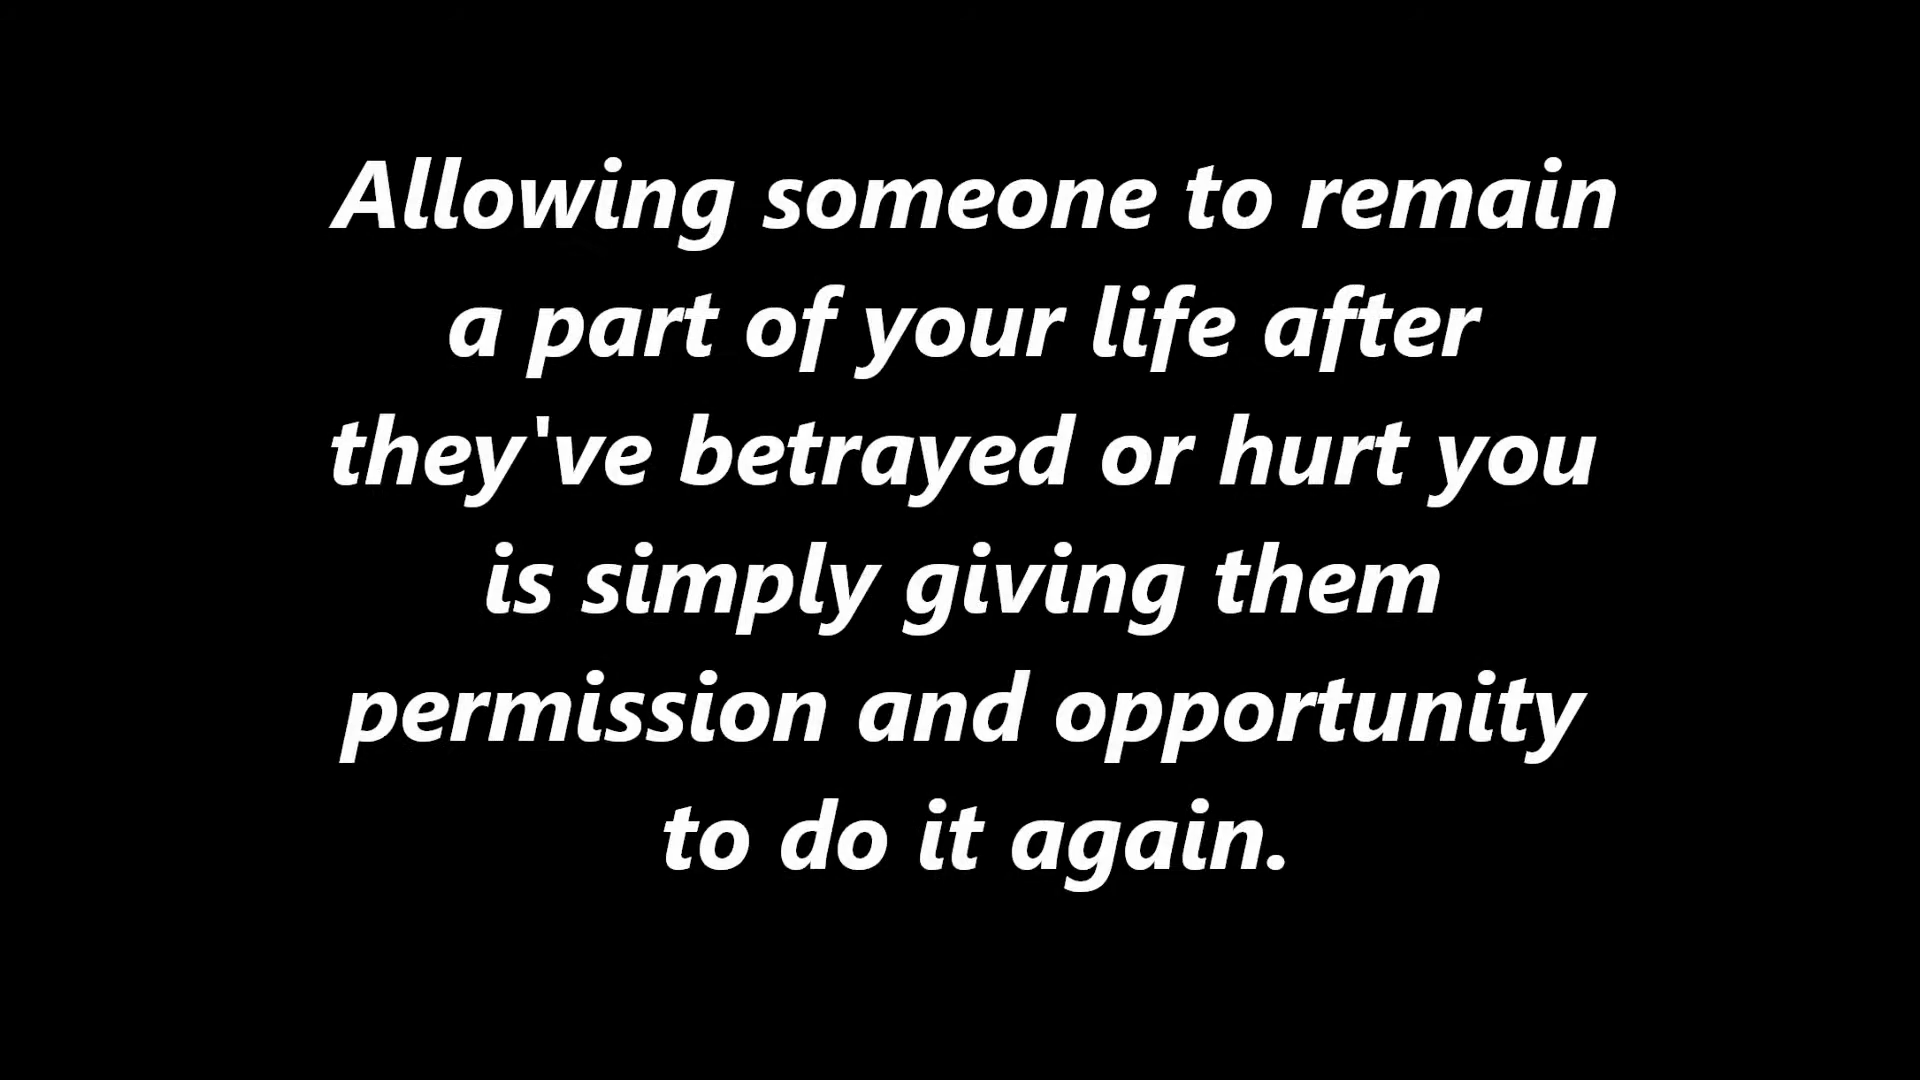 Allowing someone to remain
a part of your life after
they've betrayed or hurt you
is simply giving them
permission and opportunity
to do it again.